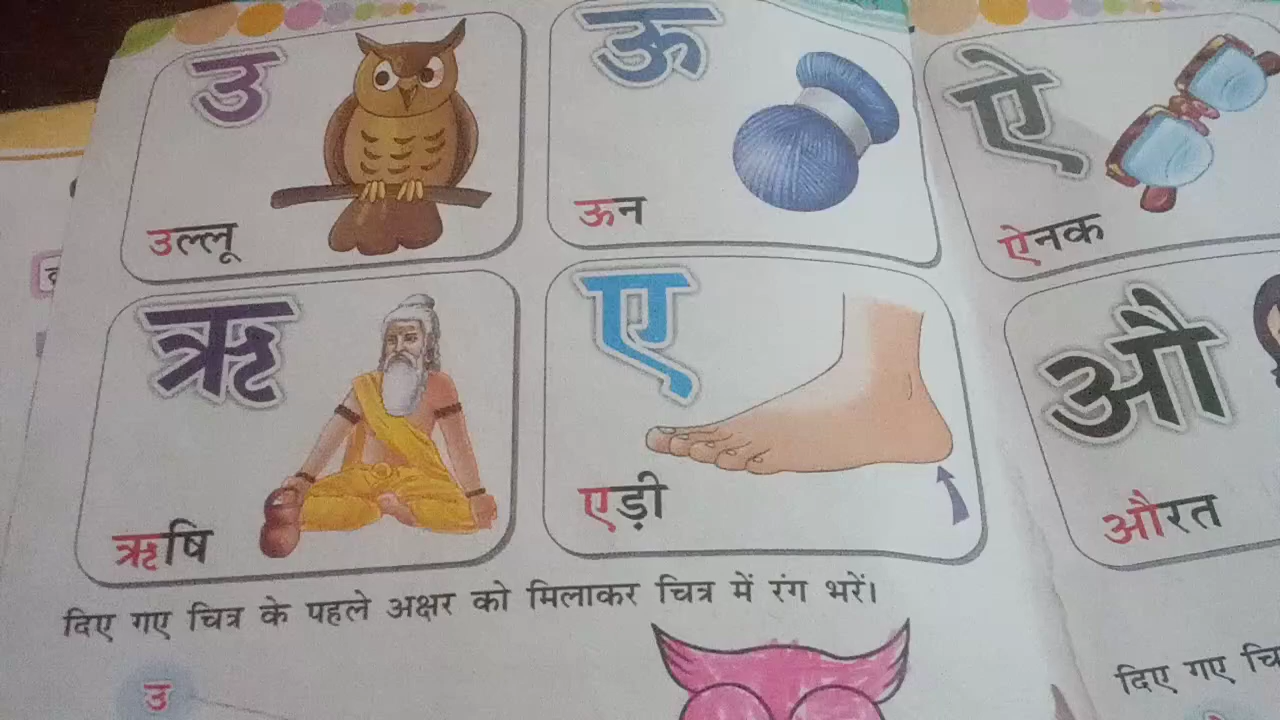 उ
उल्लू
ऊ
ऊन
ऐ
ऐनक
ऋ
ऋषि
ए
एड़ी
औ
औरत
दिए गए चित्र के पहले अक्षर को मिलाकर चित्र में रंग भरें।
उ
दिए गए